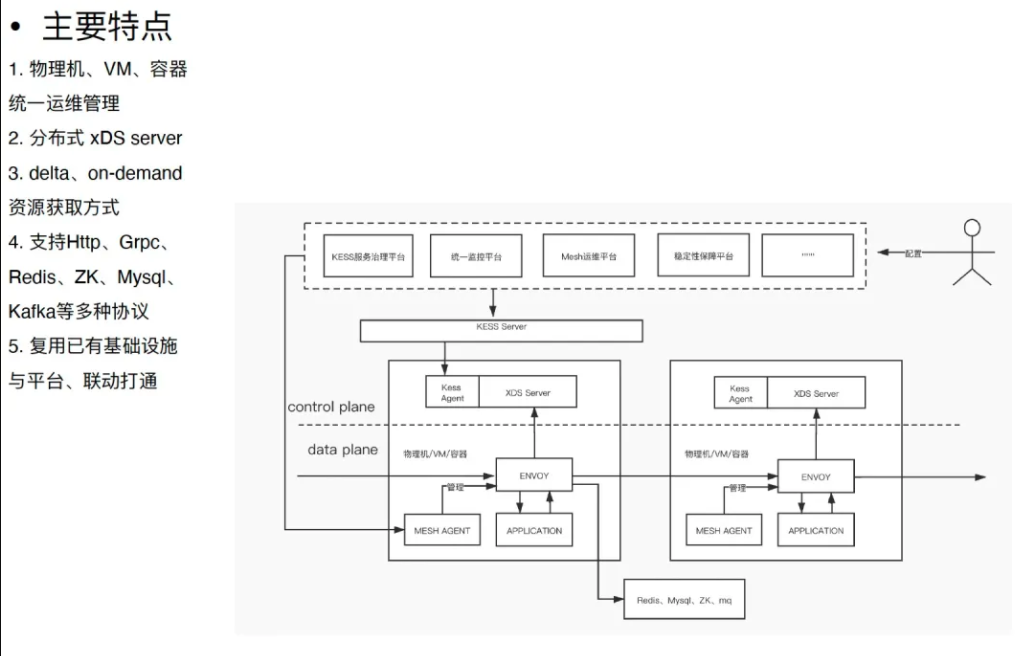 • 主要特点
1. 物理机、VM、容器
统一运维管理
2. 分布式 xDS server
3. delta、on-demand
资源获取方式
4. 支持Http、Grpc、
Redis、ZK、Mysql、
Kafka等多种协议
5. 复用已有基础设施
与平台、联动打通
KESS服务治理平台
统一监控平台
Mesh运维平台
稳定性保障平台
......
配置
KESS Server
Kess
Agent
XDS Server
Kess
Agent
XDS Server
control plane
data plane
物理机/VM/容器
物理机/VM/容器
ENVOY
ENVOY
管理
管理
MESH AGENT
APPLICATION
MESH AGENT
APPLICATION
Redis、Mysql、ZK、mq